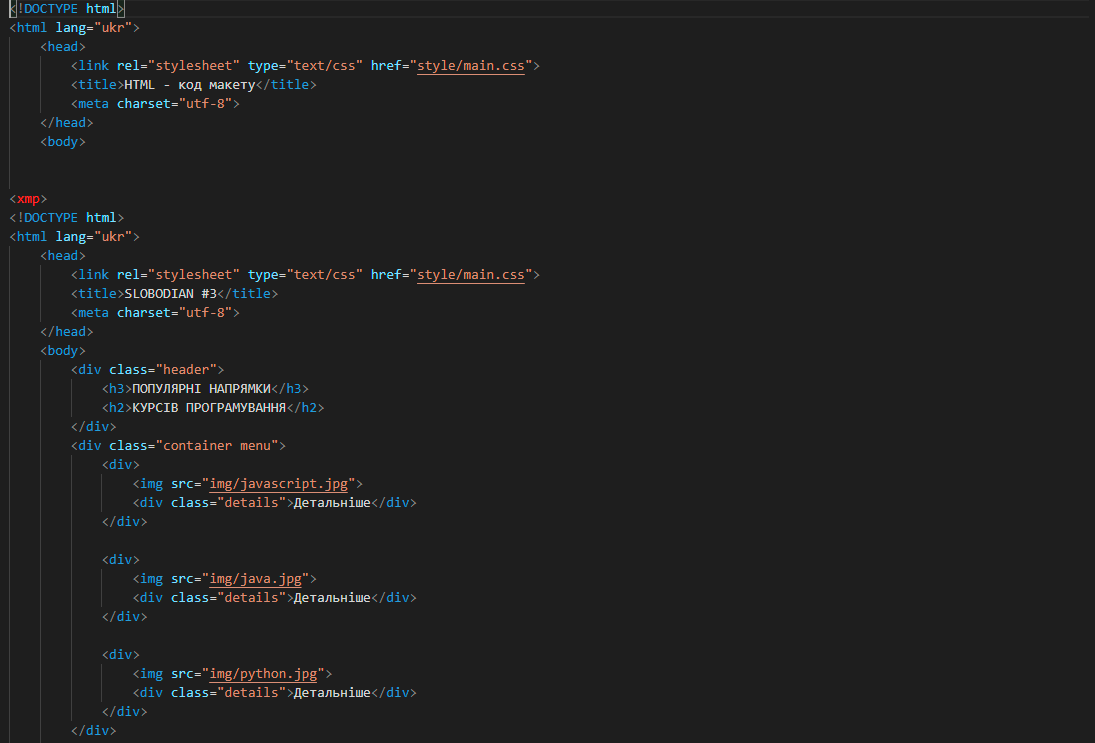 <!DOCTYPE html>
<html lang="ukr">
    <head>
        <link rel="stylesheet" type="text/css" href="style/main.css">
        <title>HTML - код макету</title>
        <meta charset="utf-8">
    </head>
    <body>
<xmp>
<!DOCTYPE html>
<html lang="ukr">
    <head>
        <link rel="stylesheet" type="text/css" href="style/main.css">
        <title>SLOBODIAN #3</title>
        <meta charset="utf-8">
    </head>
    <body>
        <div class="header">
            <h3>ПОПУЛЯРНІ НАПРЯМКИ</h3>
            <h2>КУРСІВ ПРОГРАМУВАННЯ</h2>
        </div>
        <div class="container menu">
            <div>
                <img src="img/javascript.jpg">
                <div class="details">Детальніше</div>
            </div>
            <div>
                <img src="img/java.jpg">
                <div class="details">Детальніше</div>
            </div>
            <div>
                <img src="img/python.jpg">
                <div class="details">Детальніше</div>
            </div>
        </div>